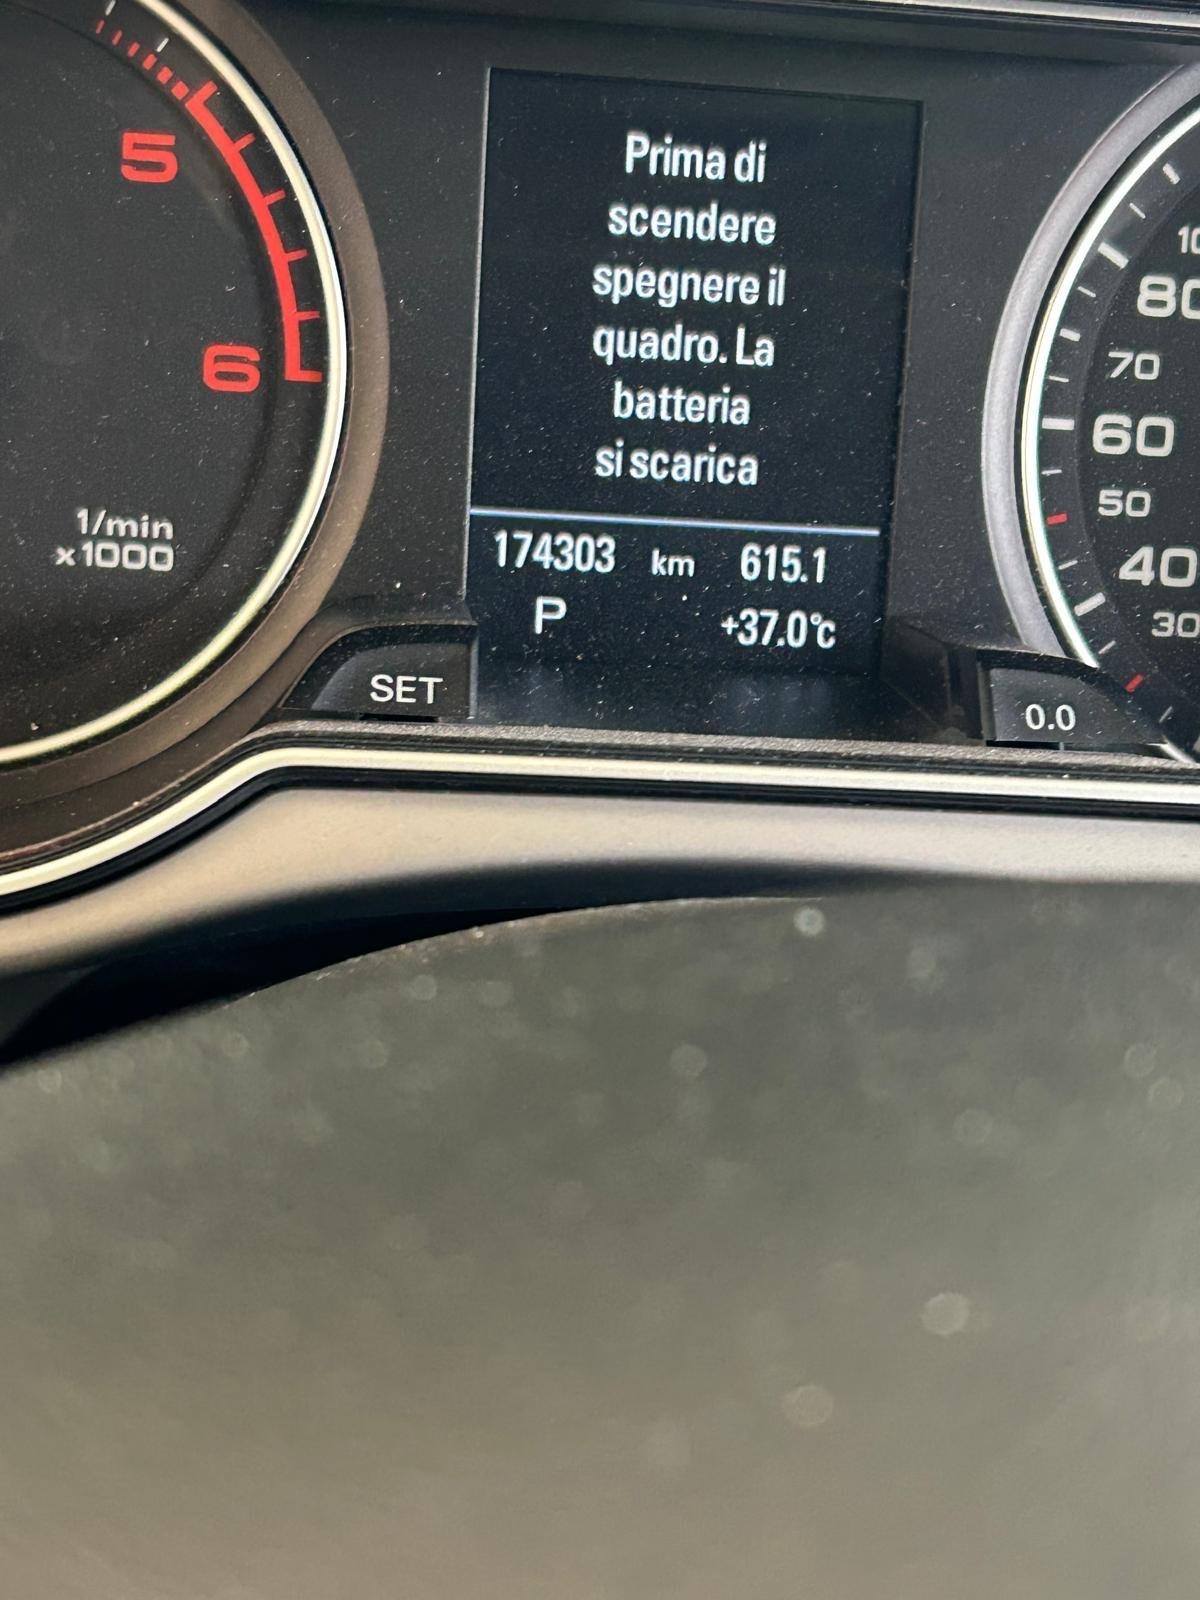 5
6
1/min
x1000
Prima di
scendere
spegnere il
quadro. La
batteria
si scarica
174303 km 615.1
P +37.0°c
SET
0.0
80
70
60
50
40
30